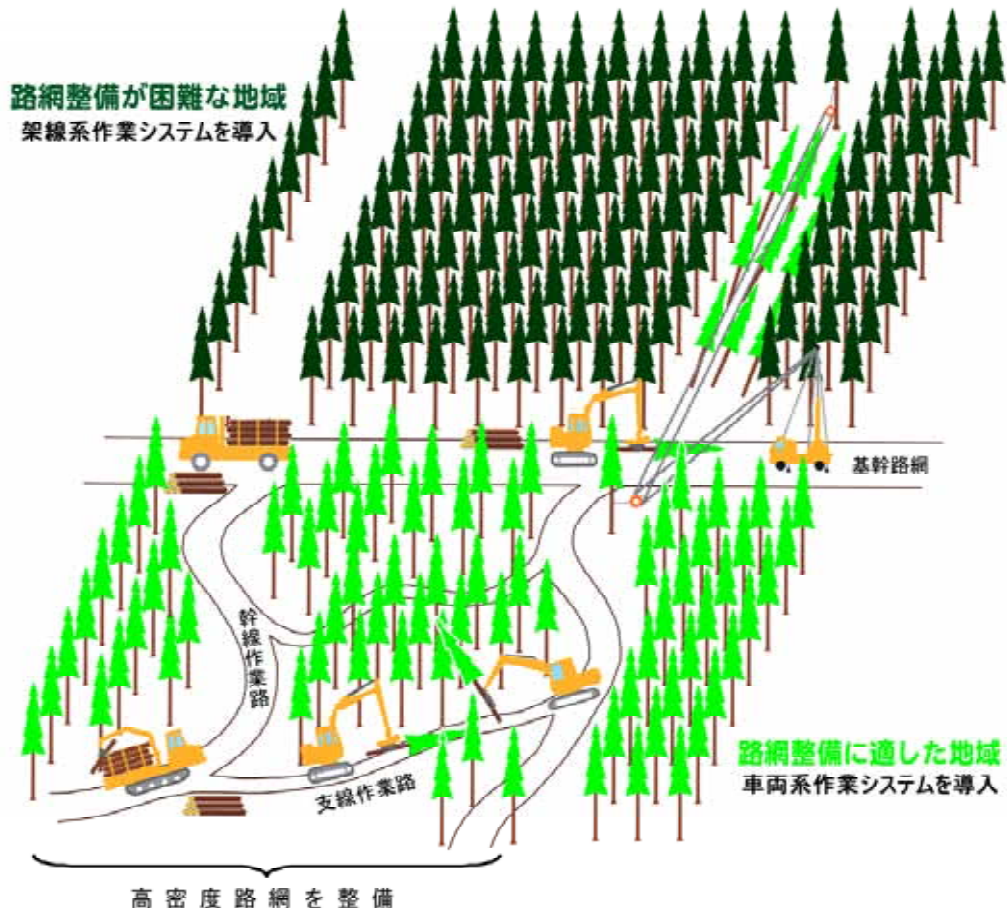 路網整備が困難な地域
架線系作業システムを導入
基幹路網
幹線作業路
路網整備に適した地域
車両系作業システムを導入
支線作業路
高密度路網を整備